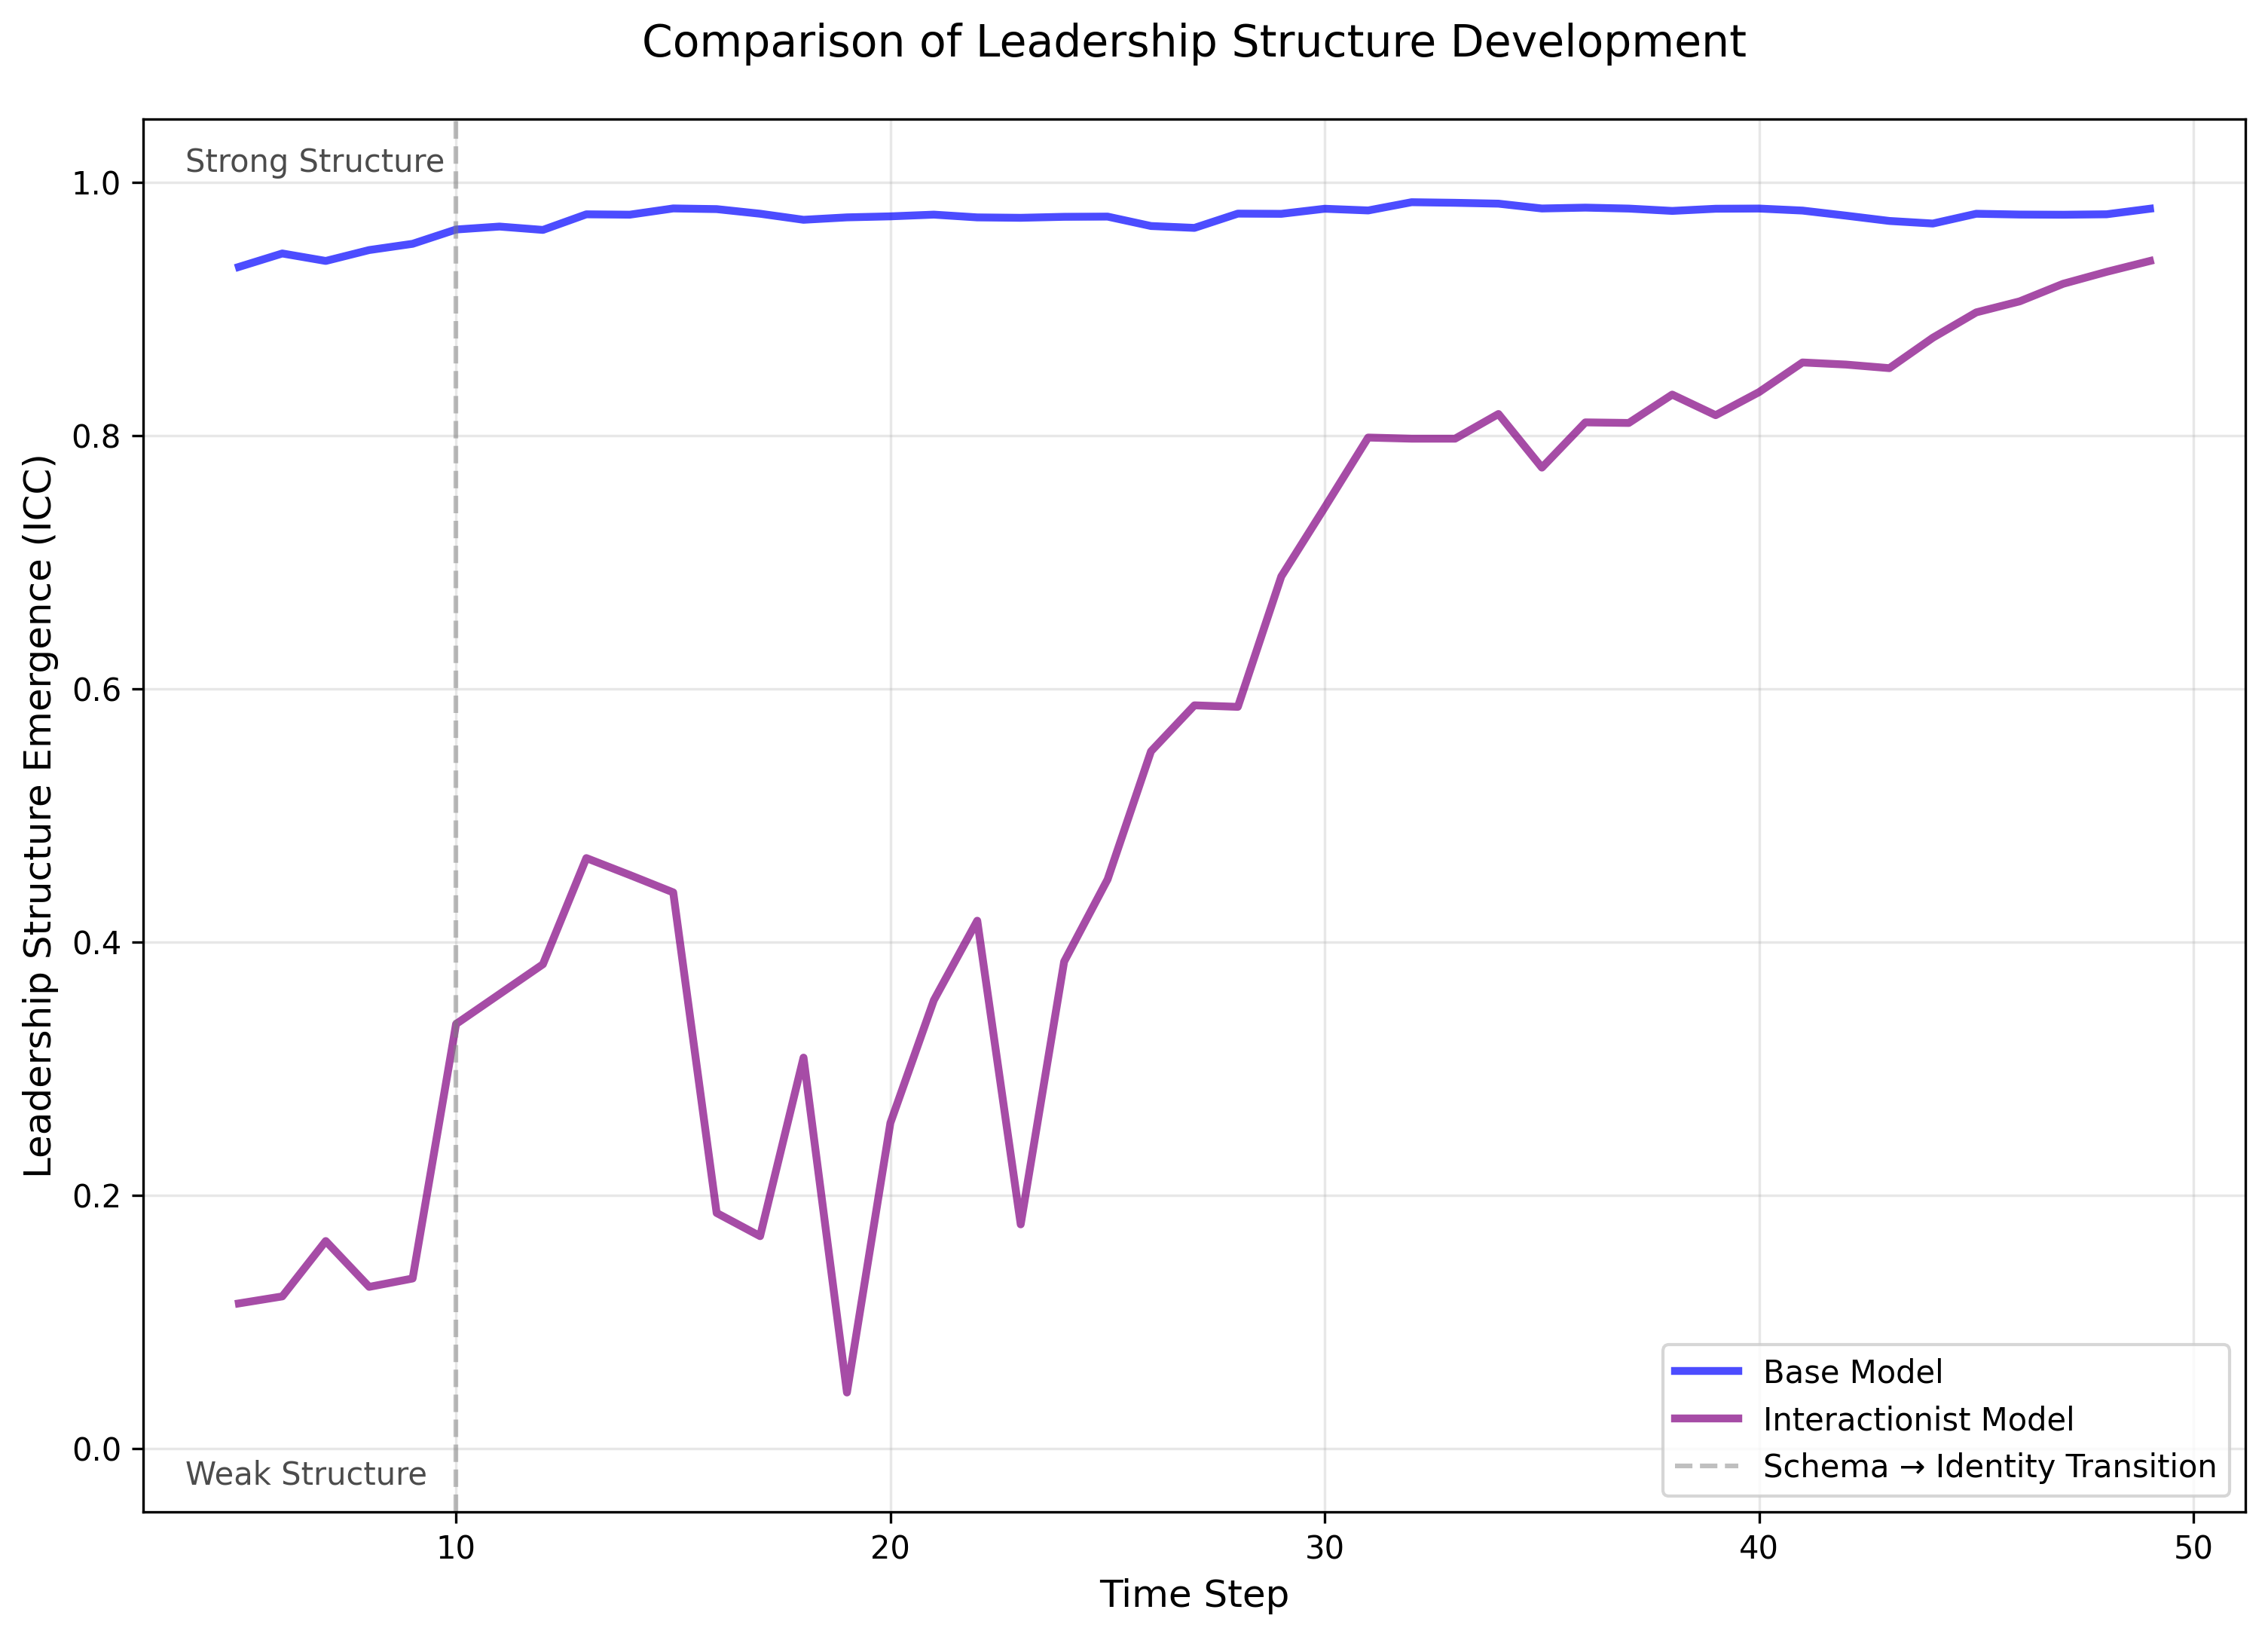 Comparison of Leadership Structure Development
Strong Structure
1.0
0.8
0.6
0.4
0.2
0.0
Leadership Structure Emergence (ICC)
Weak Structure
Base Model
Interactionist Model
Schema → Identity Transition
10
20
30
40
50
Time Step